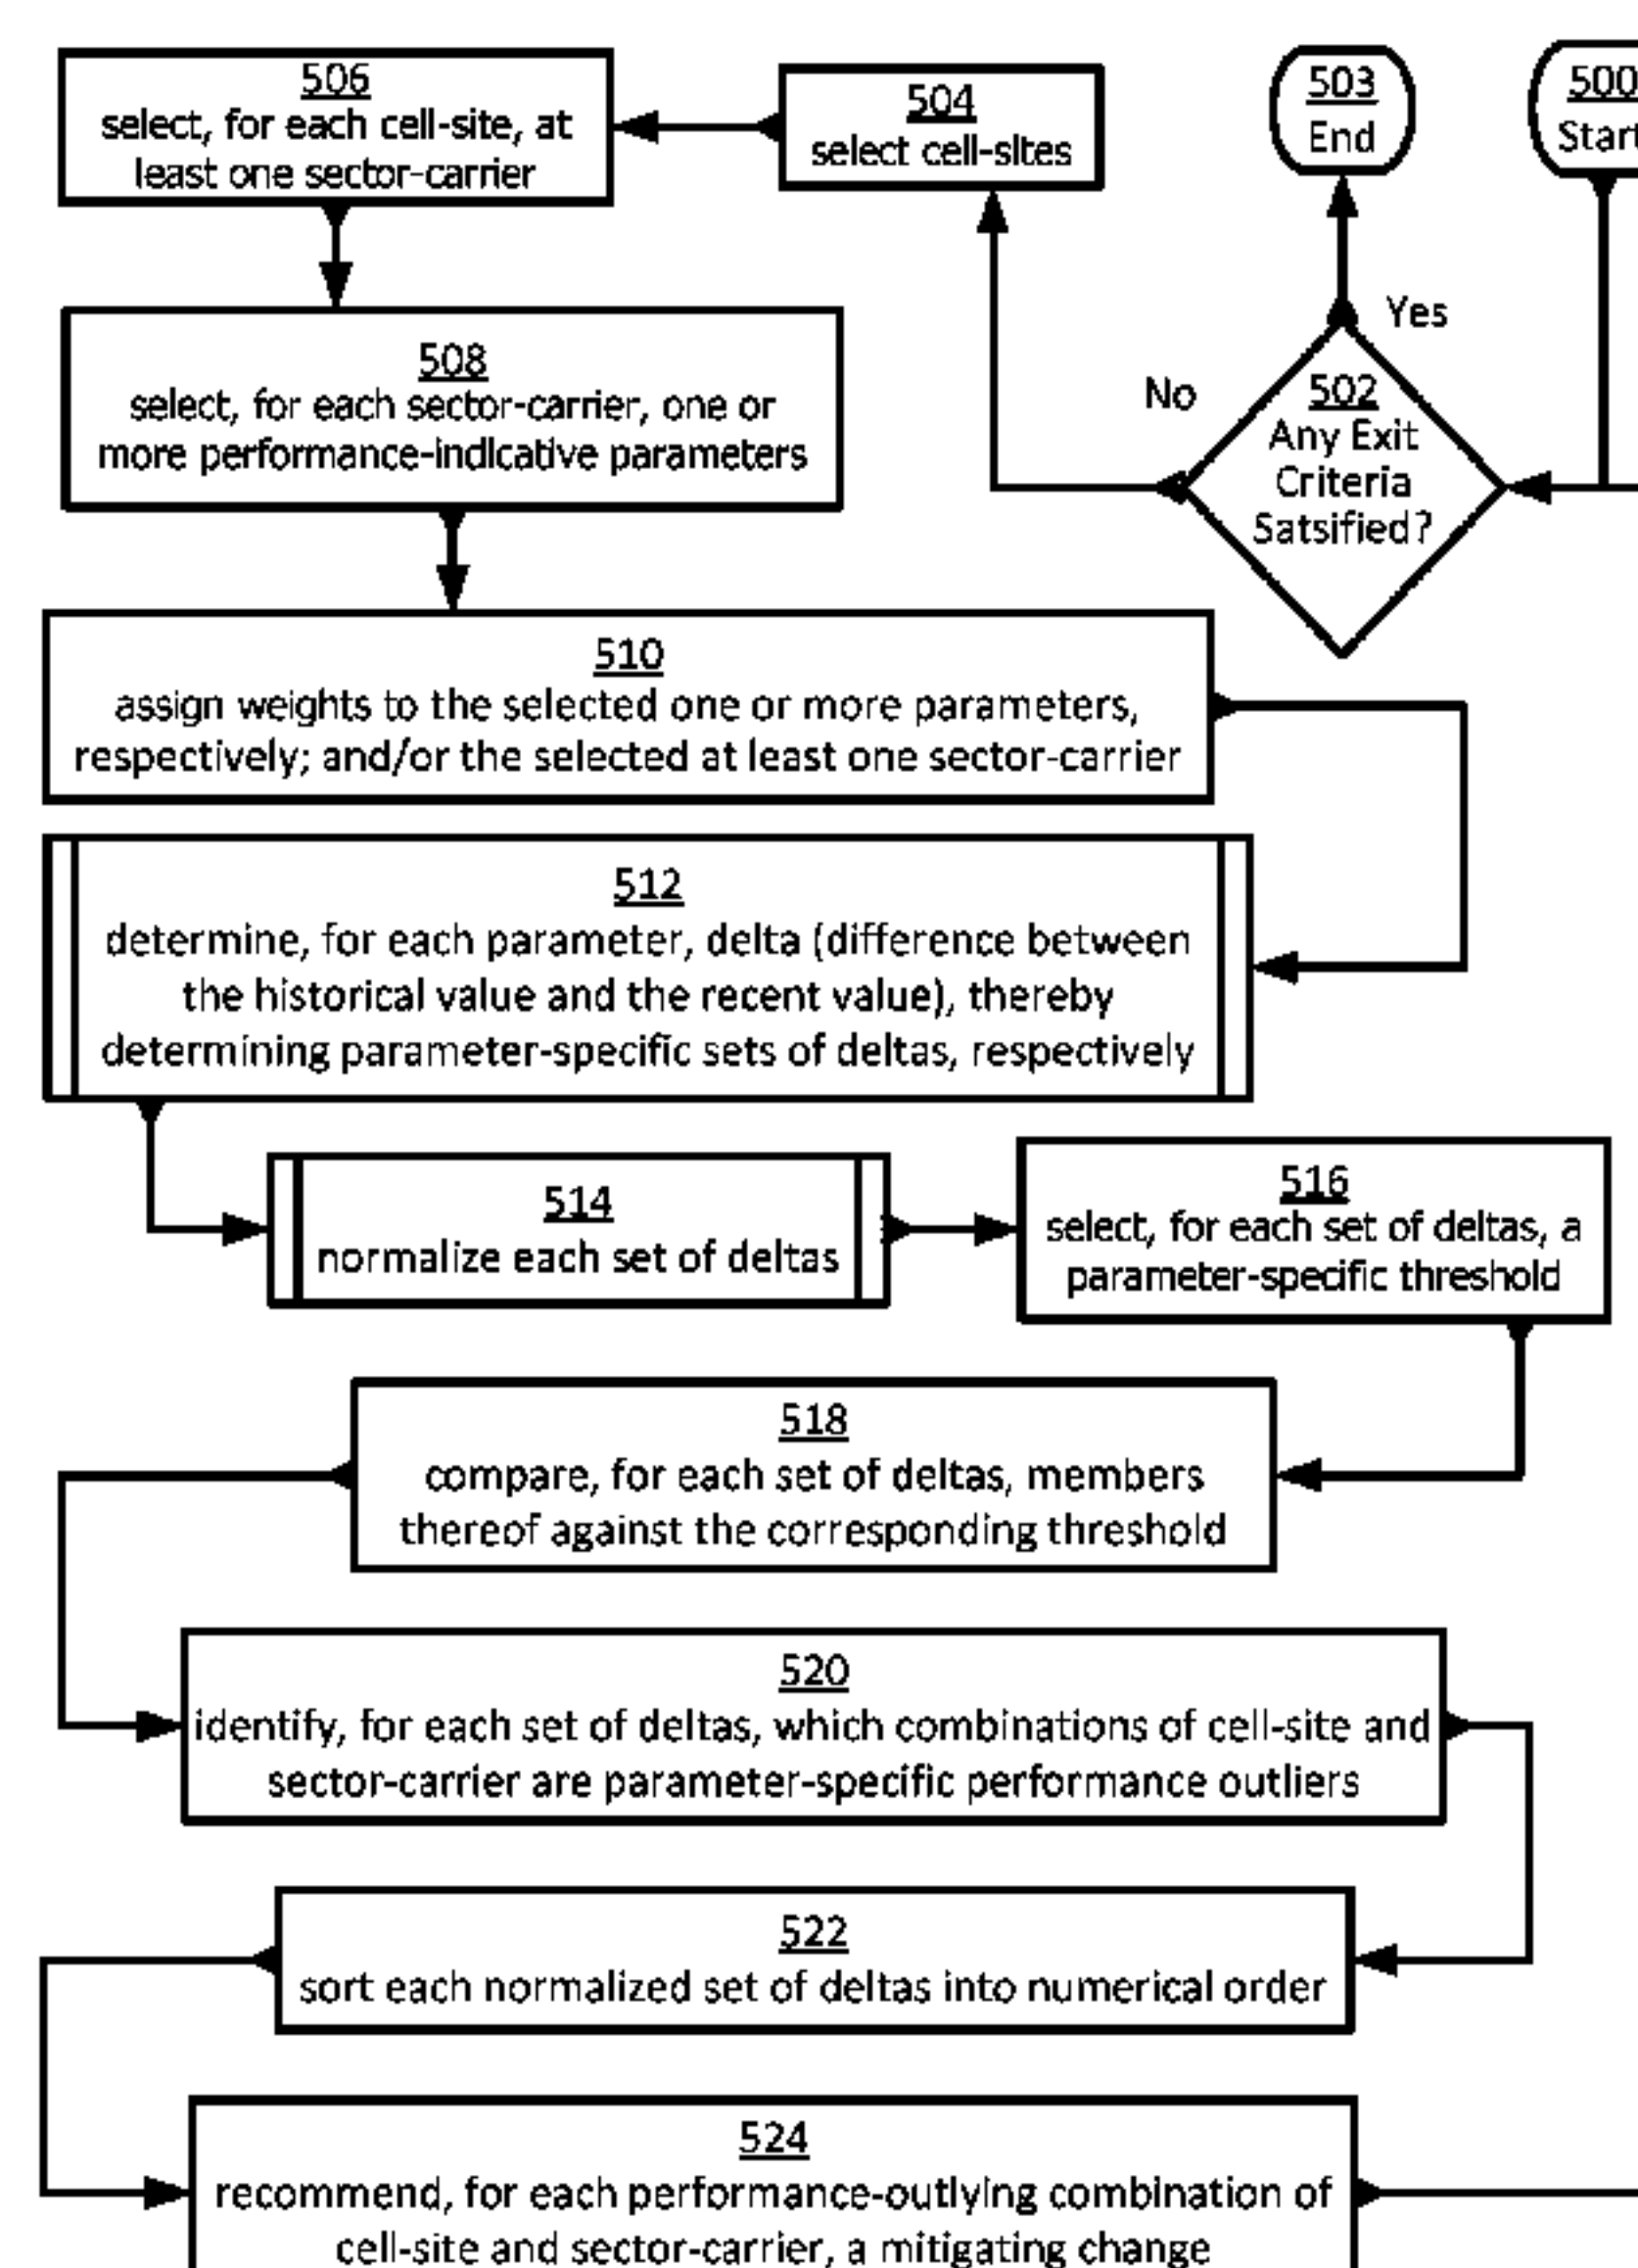 500
Start
503
End
Yes
No
502
Any Exit
Criteria
Satsified?
504
select cell-sites
506
select, for each cell-site, at
least one sector-carrier
508
select, for each sector-carrier, one or
more performance-indicative parameters
510
assign weights to the selected one or more parameters,
respectively; and/or the selected at least one sector-carrier
512
determine, for each parameter, delta (difference between
the historical value and the recent value), thereby
determining parameter-specific sets of deltas, respectively
514
normalize each set of deltas
516
select, for each set of deltas, a
parameter-specific threshold
518
compare, for each set of deltas, members
thereof against the corresponding threshold
520
identify, for each set of deltas, which combinations of cell-site and
sector-carrier are parameter-specific performance outliers
522
sort each normalized set of deltas into numerical order
524
recommend, for each performance-outlying combination of
cell-site and sector-carrier, a mitigating change